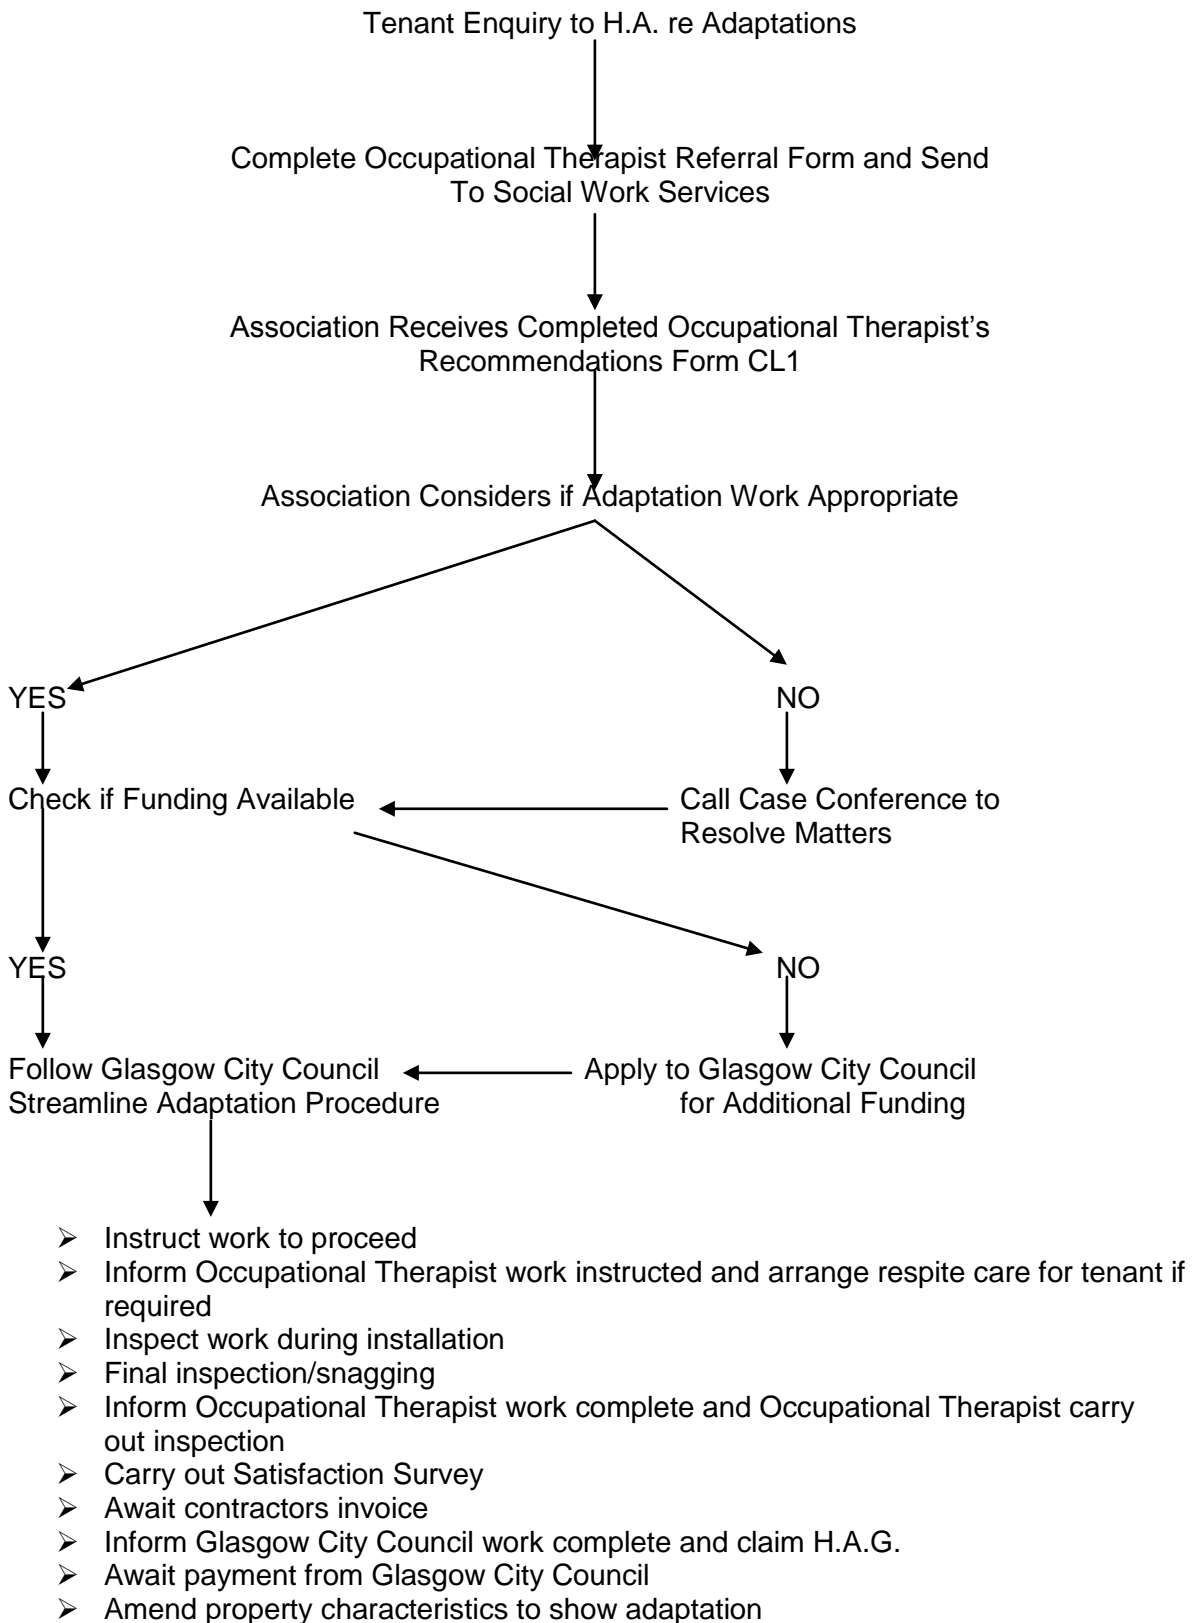 Tenant Enquiry to H.A. re Adaptations
Complete Occupational Therapist Referral Form and Send
To Social Work Services
Association Receives Completed Occupational Therapist's
Recommendations Form CL1
Association Considers if Adaptation Work Appropriate
YES
NO
Check if Funding Available
Call Case Conference to
Resolve Matters
YES
NO
Follow Glasgow City Council
Streamline Adaptation Procedure
Apply to Glasgow City Council
for Additional Funding
➢ Instruct work to proceed
➢ Inform Occupational Therapist work instructed and arrange respite care for tenant if
required
➢ Inspect work during installation
➢ Final inspection/snagging
➢ Inform Occupational Therapist work complete and Occupational Therapist carry
out inspection
➢ Carry out Satisfaction Survey
➢ Await contractors invoice
➢ Inform Glasgow City Council work complete and claim H.A.G.
➢ Await payment from Glasgow City Council
➢ Amend property characteristics to show adaptation